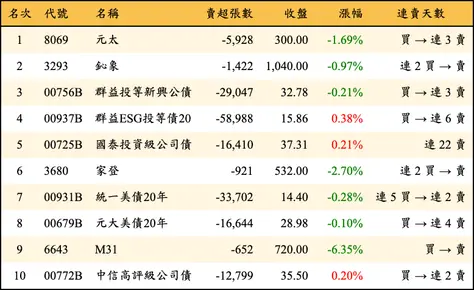 名次 代號 名稱 賣超張數 收盤 漲幅 連賣天數
1 8069 元太 -5,928 300.00 -1.69% 買→連 3 賣
2 3293 鈊象 -1,422 1,040.00 -0.97% 連 2 買→賣
3 00756B 群益投等新興公債 -29,047 32.78 -0.21% 買→連 3 賣
4 00937B 群益ESG投等債20 -58,988 15.86 0.38% 買→連 6 賣
5 00725B 國泰投資級公司債 -16,410 37.31 0.21% 連 22 賣
6 3680 家登 -921 532.00 -2.70% 連 2 買→賣
7 00931B 統一美債20年 -33,702 14.40 -0.28% 連 5 買→連 2 賣
8 00679B 元大美債20年 -16,644 28.98 -0.10% 買→連 4 賣
9 6643 M31 -652 720.00 -6.35% 買→賣
10 00772B 中信高評級公司債 -12,799 35.50 0.20% 買→連 2 賣